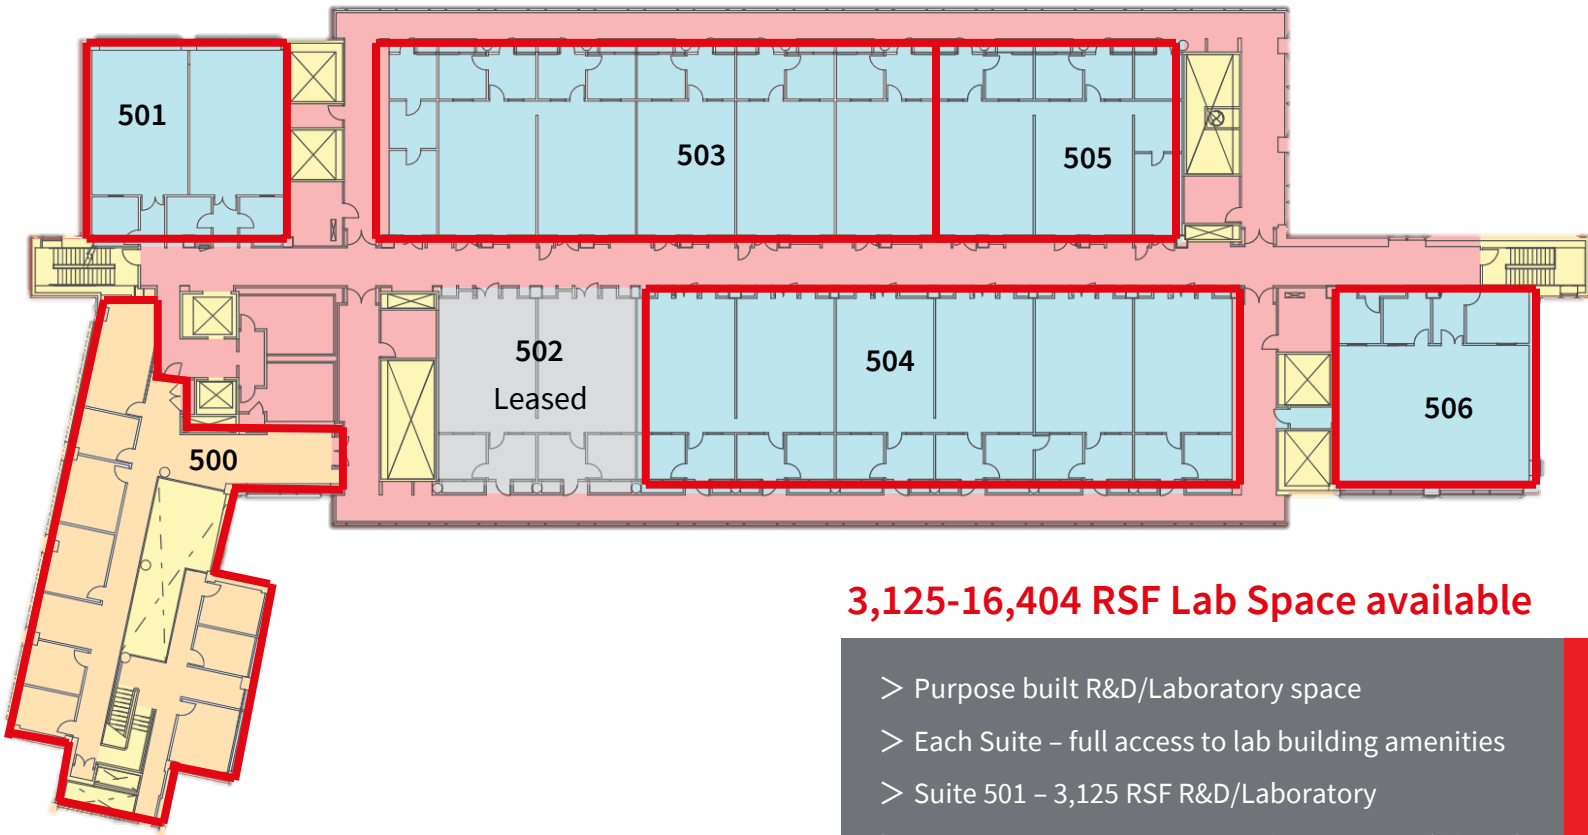 501
503
505
502
Leased
504
506
500
3,125-16,404 RSF Lab Space available
> Purpose built R&D/Laboratory space
> Each Suite – full access to lab building amenities
> Suite 501 – 3,125 RSF R&D/Laboratory